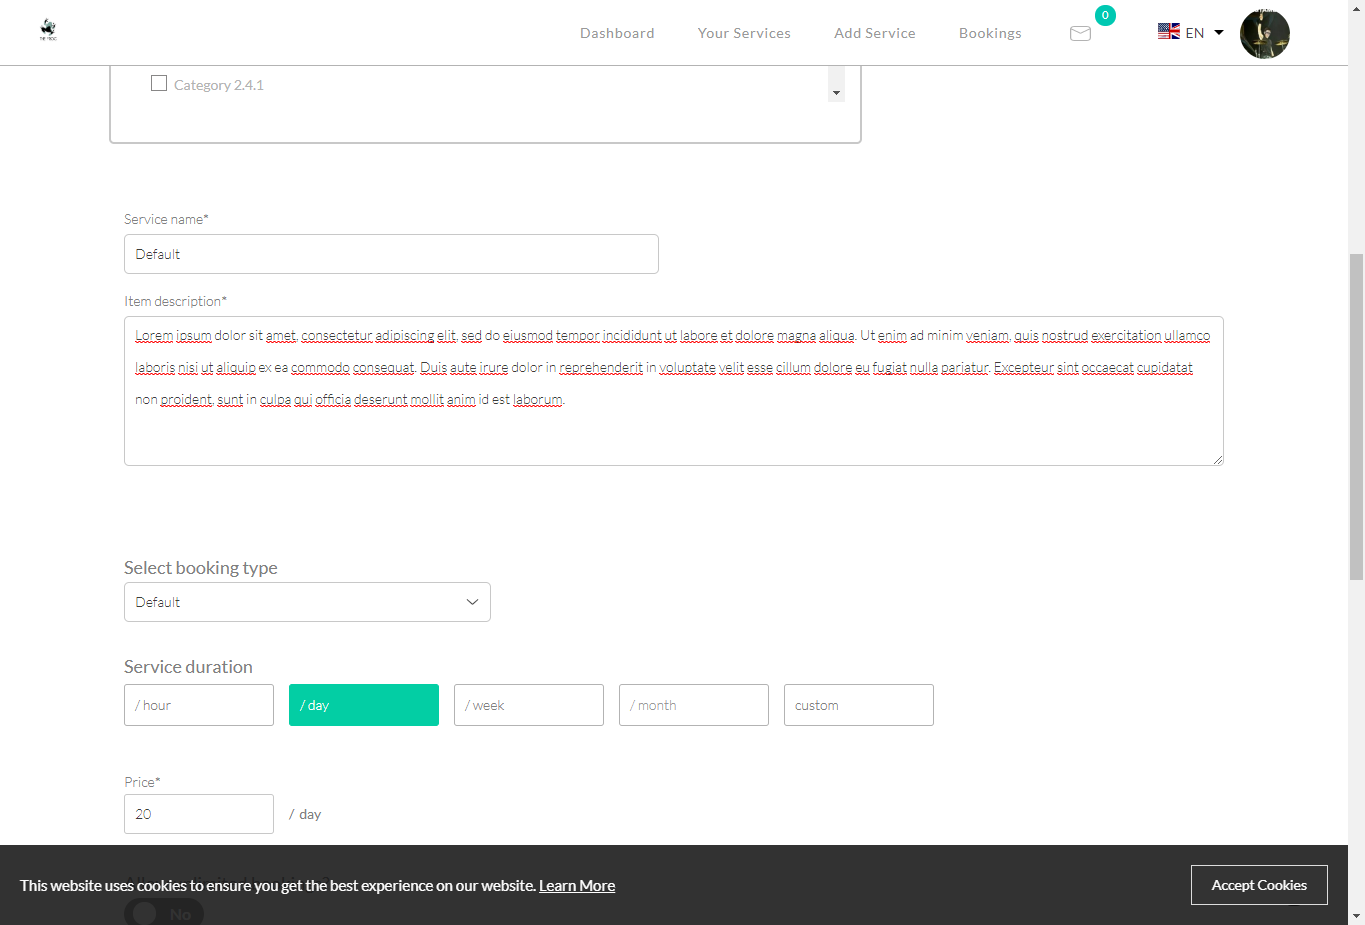 Dashboard
Your Services
Add Service
Bookings
0
EN
Category 2.4.1
Service name*
Default
Item description*
Lorem ipsum dolor sit amet, consectetur adipiscing elit, sed do eiusmod tempor incididunt ut labore et dolore magna aliqua. Ut enim ad minim veniam, quis nostrud exercitation ullamco
laboris nisi ut aliquip ex ea commodo consequat. Duis aute irure dolor in reprehenderit in voluptate velit esse cillum dolore eu fugiat nulla pariatur. Excepteur sint occaecat cupidatat
non proident, sunt in culpa qui officia deserunt mollit anim id est laborum.
Select booking type
Default
Service duration
/ hour
/ day
/ week
/ month
custom
Price*
20
/ day
This website uses cookies to ensure you get the best experience on our website. Learn More
Accept Cookies
No